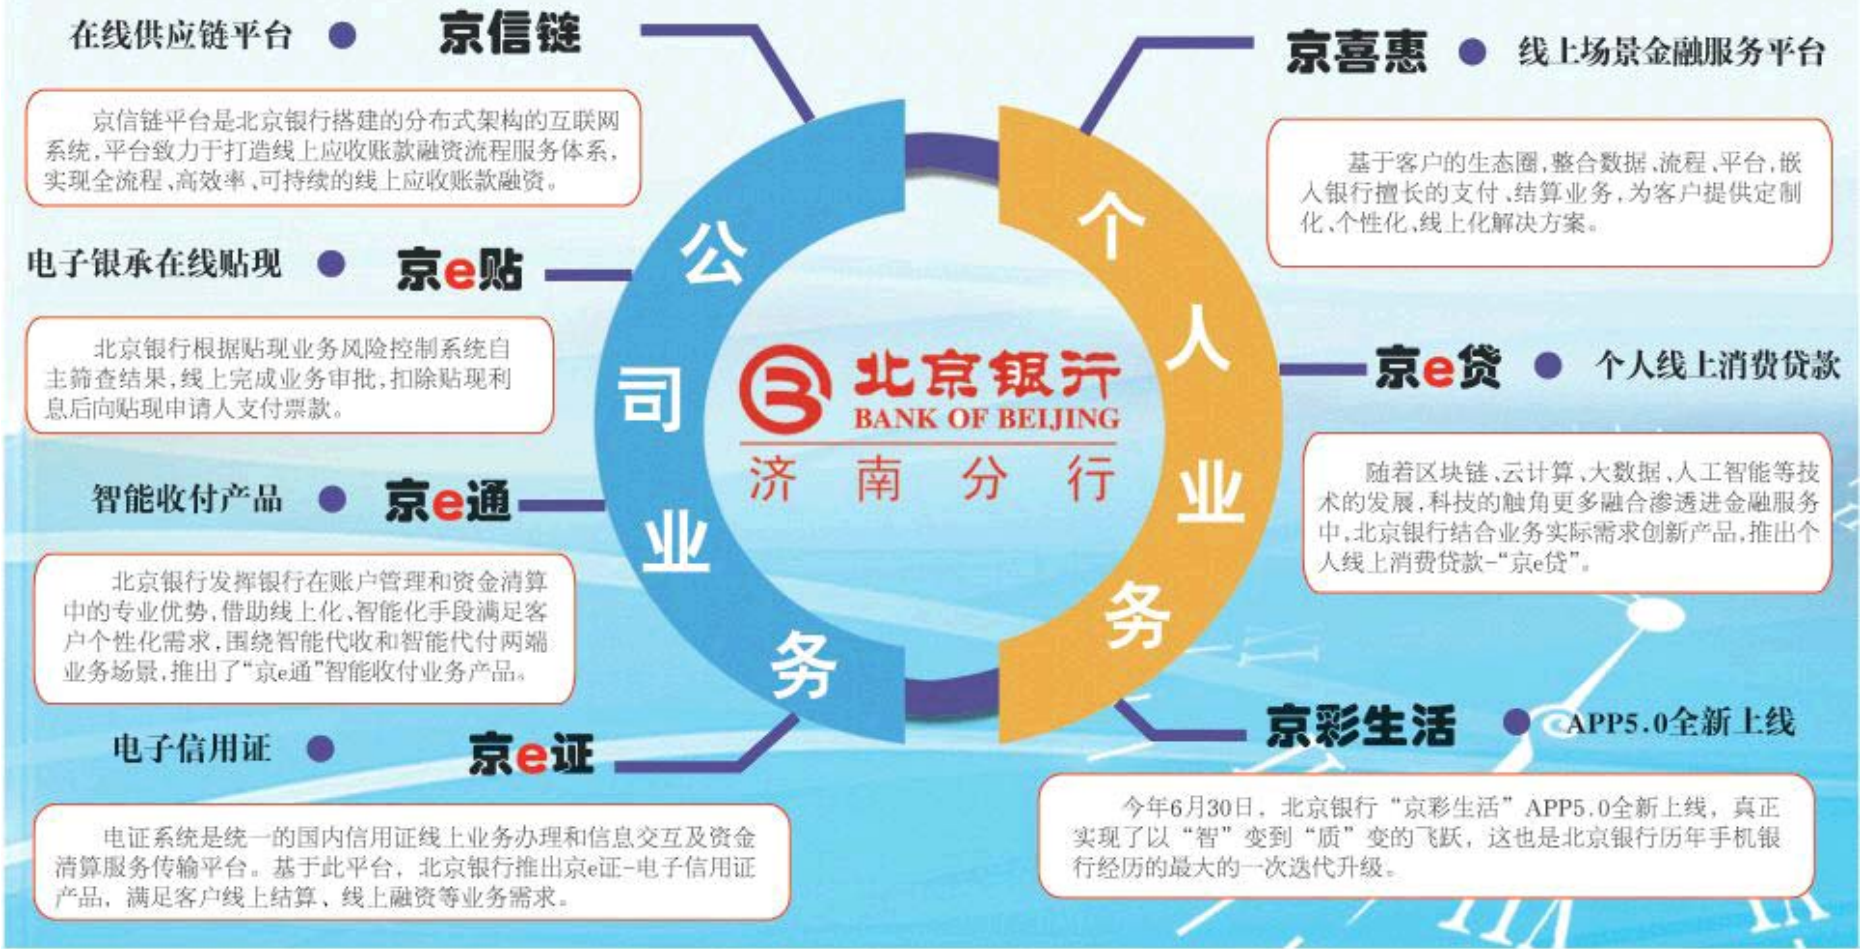 在线供应链平台 ● 京信链
京信链平台是北京银行搭建的分布式架构的互联网
系统,平台致力于打造线上应收账款融资流程服务体系,
实现全流程、高效率、可持续的线上应收账款融资。
电子银承在线贴现 ● 京e贴
北京银行根据贴现业务风险控制系统自
主筛查结果,线上完成业务审批,扣除贴现利
息后向贴现申请人支付票款。
智能收付产品 ● 京e通
北京银行发挥银行在账户管理和资金清算
中的专业优势,借助线上化、智能化手段满足客
户个性化需求,围绕智能代收和智能代付两端
业务场景,推出了“京e通”智能收付业务产品。
电子信用证 ● 京e证
电证系统是统一的国内信用证线上业务办理和信息交互及资金
清算服务传输平台。基于此平台，北京银行推出京e证-电子信用证
产品，满足客户线上结算、线上融资等业务需求。
公司业务
北京银行
BANK OF BEIJING
济南分行
个人业务
京喜惠 ● 线上场景金融服务平台
基于客户的生态圈,整合数据、流程、平台,嵌
入银行擅长的支付、结算业务,为客户提供定制
化、个性化,线上化解决方案。
京e贷 ● 个人线上消费贷款
随着区块链、云计算、大数据、人工智能等技
术的发展,科技的触角更多融合渗透进金融服务
中,北京银行结合业务实际需求创新产品,推出个
人线上消费贷款-“京e贷”。
京彩生活 ● APP5.0全新上线
今年6月30日，北京银行“京彩生活”APP5.0全新上线，真正
实现了以“智”变到“质”变的飞跃，这也是北京银行历年手机银
行经历的最大的一次迭代升级。